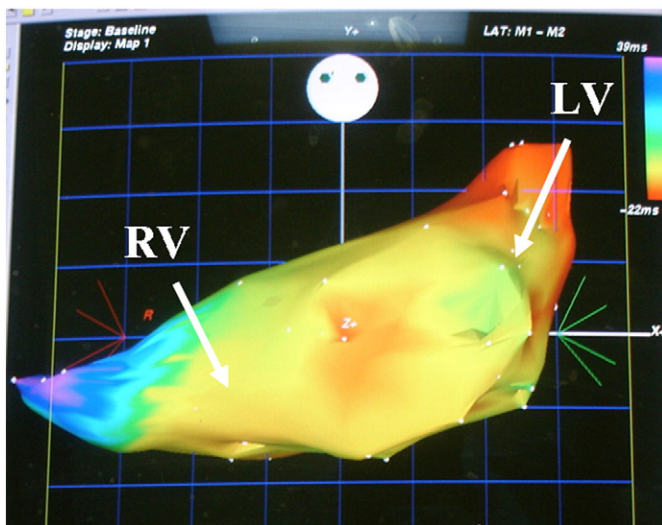 Stage: Baseline
Display: Map 1
Y+
LAT: M1 - M2
39ms
LV
-22ms
RV
R
Z+
X+